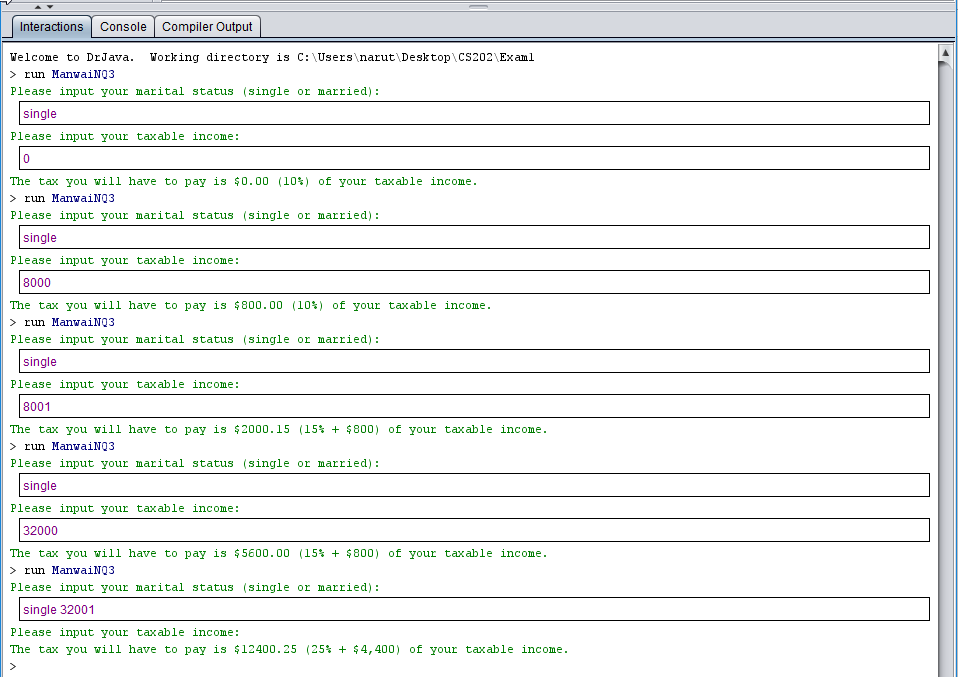 Interactions Console Compiler Output
Welcome to DrJava.  Working directory is C:\Users\narut\Desktop\CS202\Exam1
> run ManwaiNQ3
Please input your marital status (single or married):
single
Please input your taxable income:
0
The tax you will have to pay is $0.00 (10%) of your taxable income.
> run ManwaiNQ3
Please input your marital status (single or married):
single
Please input your taxable income:
8000
The tax you will have to pay is $800.00 (10%) of your taxable income.
> run ManwaiNQ3
Please input your marital status (single or married):
single
Please input your taxable income:
8001
The tax you will have to pay is $2000.15 (15% + $800) of your taxable income.
> run ManwaiNQ3
Please input your marital status (single or married):
single
Please input your taxable income:
32000
The tax you will have to pay is $5600.00 (15% + $800) of your taxable income.
> run ManwaiNQ3
Please input your marital status (single or married):
single 32001
Please input your taxable income:
The tax you will have to pay is $12400.25 (25% + $4,400) of your taxable income.
>